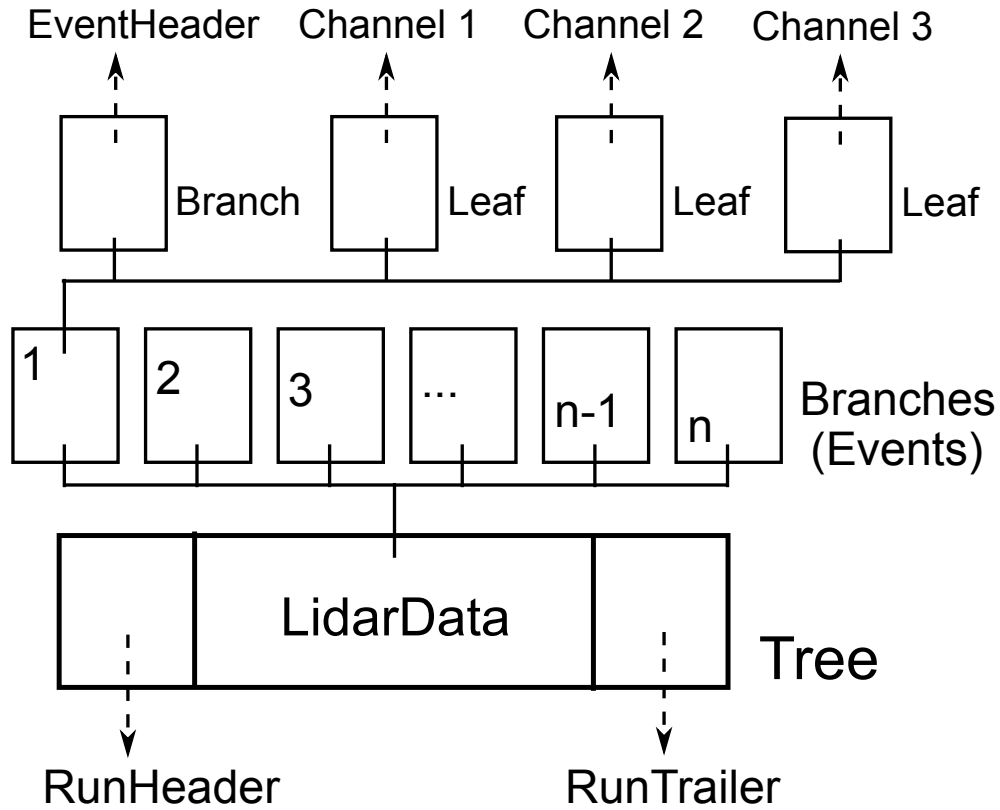 EventHeader Channel 1 Channel 2 Channel 3
Branch Leaf Leaf Leaf
1 2 3 ... n-1 n
Branches
(Events)
LidarData
Tree
RunHeader RunTrailer